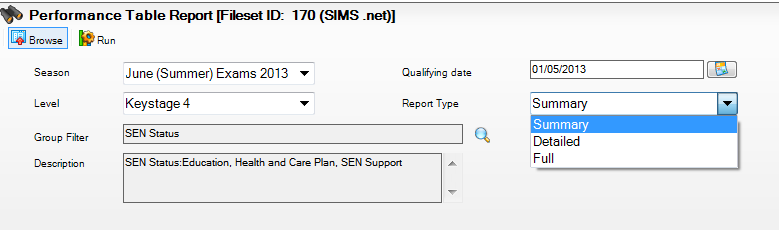 Performance Table Report [Fileset ID: 170 (SIMS .net)]
Browse Run
Season June (Summer) Exams 2013 Qualifying date 01/05/2013
Level Keystage 4 Report Type Summary
Summary
Detailed
Full
Group Filter SEN Status
Description SEN Status:Education, Health and Care Plan, SEN Support